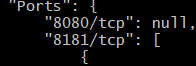 "Ports": {
"8080/tcp": null,
"8181/tcp": [
{